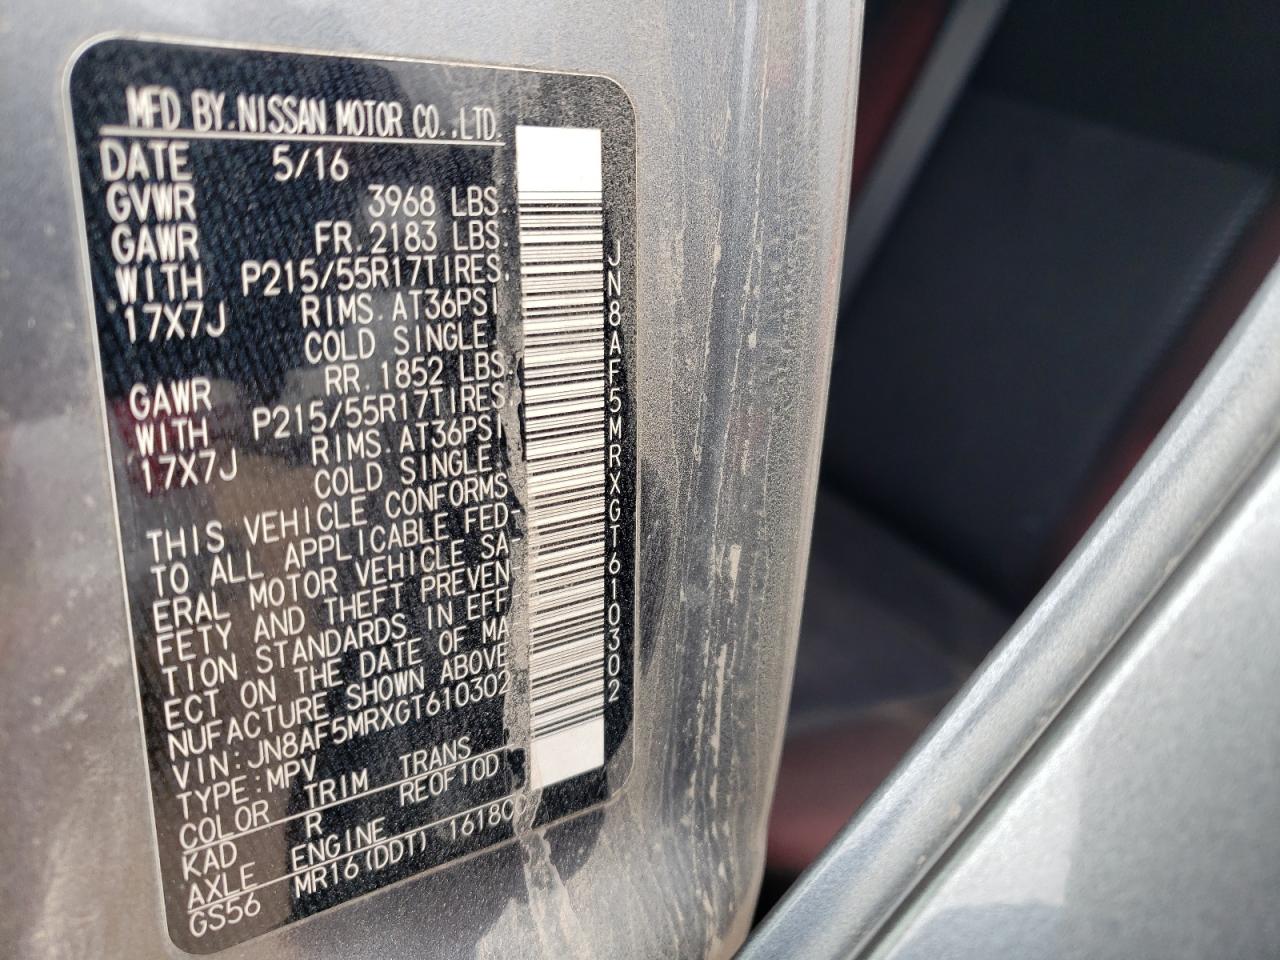 MFD BY.NISSAN MOTOR CO.,LTD.
DATE 5/16
GVWR 3968 LBS.
GAWR FR.2183 LBS.
WITH P215/55R17TIRES.
17X7J RIMS.AT36PSI
COLD SINGLE.
GAWR RR.1852 LBS.
WITH P215/55R17TIRES.
17X7J RIMS.AT36PSI
COLD SINGLE.
THIS VEHICLE CONFORMS
TO ALL APPLICABLE FED-
ERAL MOTOR VEHICLE SA-
FETY AND THEFT PREVEN
TION STANDARDS IN EFF
ECT ON THE DATE OF MA
NUFACTURE SHOWN ABOVE
VIN:JN8AF5MRXGT610302
TYPE:MPV
COLOR TRIM TRANS
KAD R RE0F10D
AXLE ENGINE
GS56 MR16(DDT) 1618CC
JN8AF5MRXGT610302